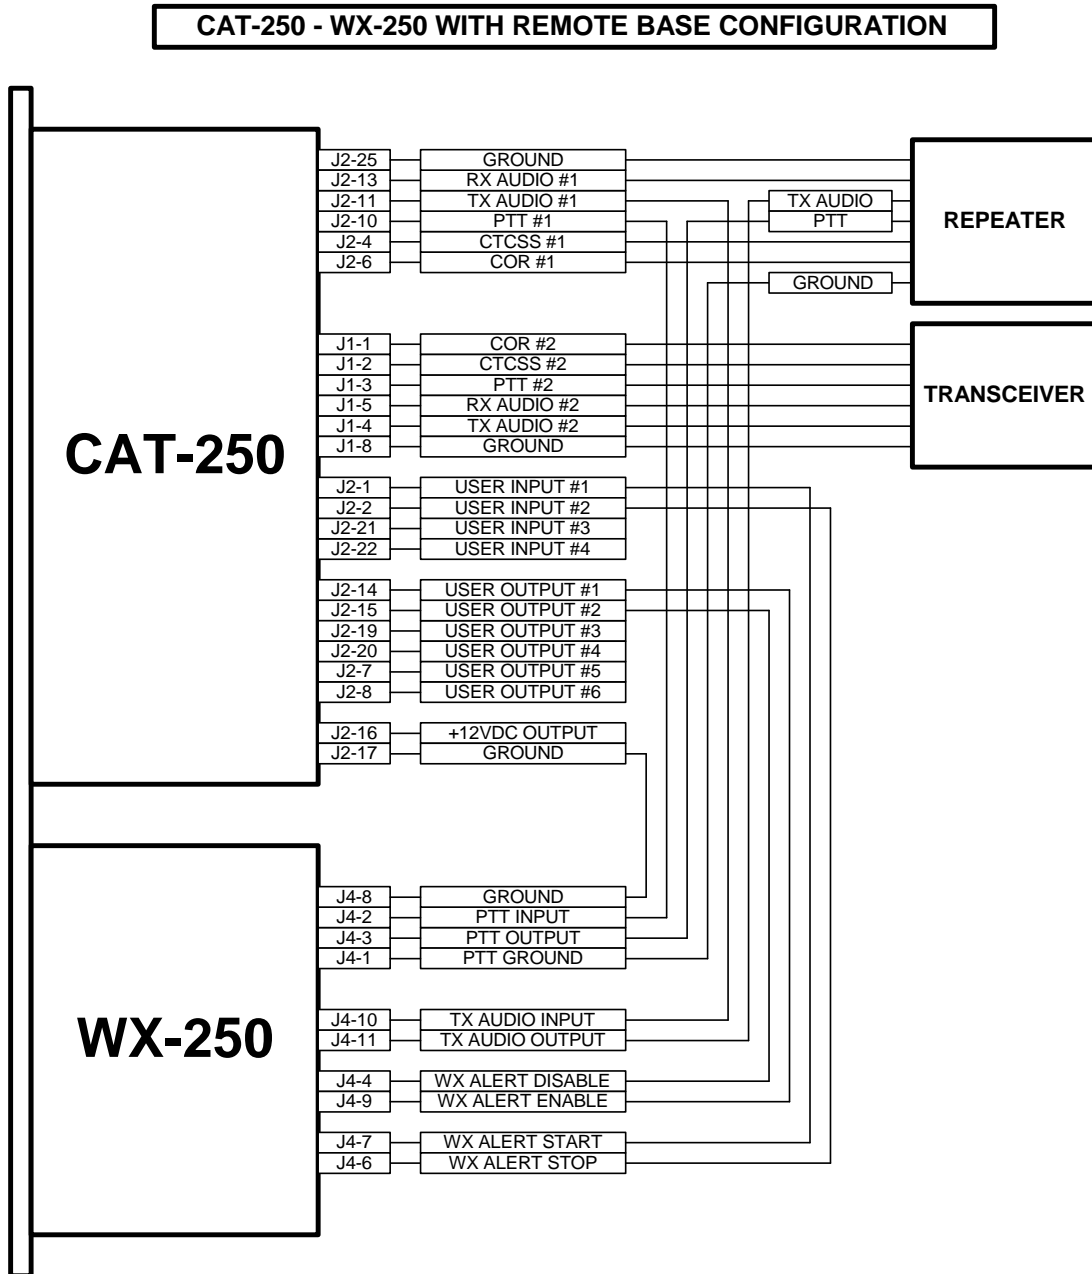 CAT-250 - WX-250 WITH REMOTE BASE CONFIGURATION
J2-25 GROUND
J2-13 RX AUDIO #1
J2-11 TX AUDIO #1 TX AUDIO
J2-10 PTT #1 PTT
J2-4 CTCSS #1
J2-6 COR #1
GROUND
REPEATER
J1-1 COR #2
J1-2 CTCSS #2
J1-3 PTT #2
J1-5 RX AUDIO #2
J1-4 TX AUDIO #2
J1-8 GROUND
TRANSCEIVER
CAT-250
J2-1 USER INPUT #1
J2-2 USER INPUT #2
J2-21 USER INPUT #3
J2-22 USER INPUT #4
J2-14 USER OUTPUT #1
J2-15 USER OUTPUT #2
J2-19 USER OUTPUT #3
J2-20 USER OUTPUT #4
J2-7 USER OUTPUT #5
J2-8 USER OUTPUT #6
J2-16 +12VDC OUTPUT
J2-17 GROUND
J4-8 GROUND
J4-2 PTT INPUT
J4-3 PTT OUTPUT
J4-1 PTT GROUND
WX-250
J4-10 TX AUDIO INPUT
J4-11 TX AUDIO OUTPUT
J4-4 WX ALERT DISABLE
J4-9 WX ALERT ENABLE
J4-7 WX ALERT START
J4-6 WX ALERT STOP